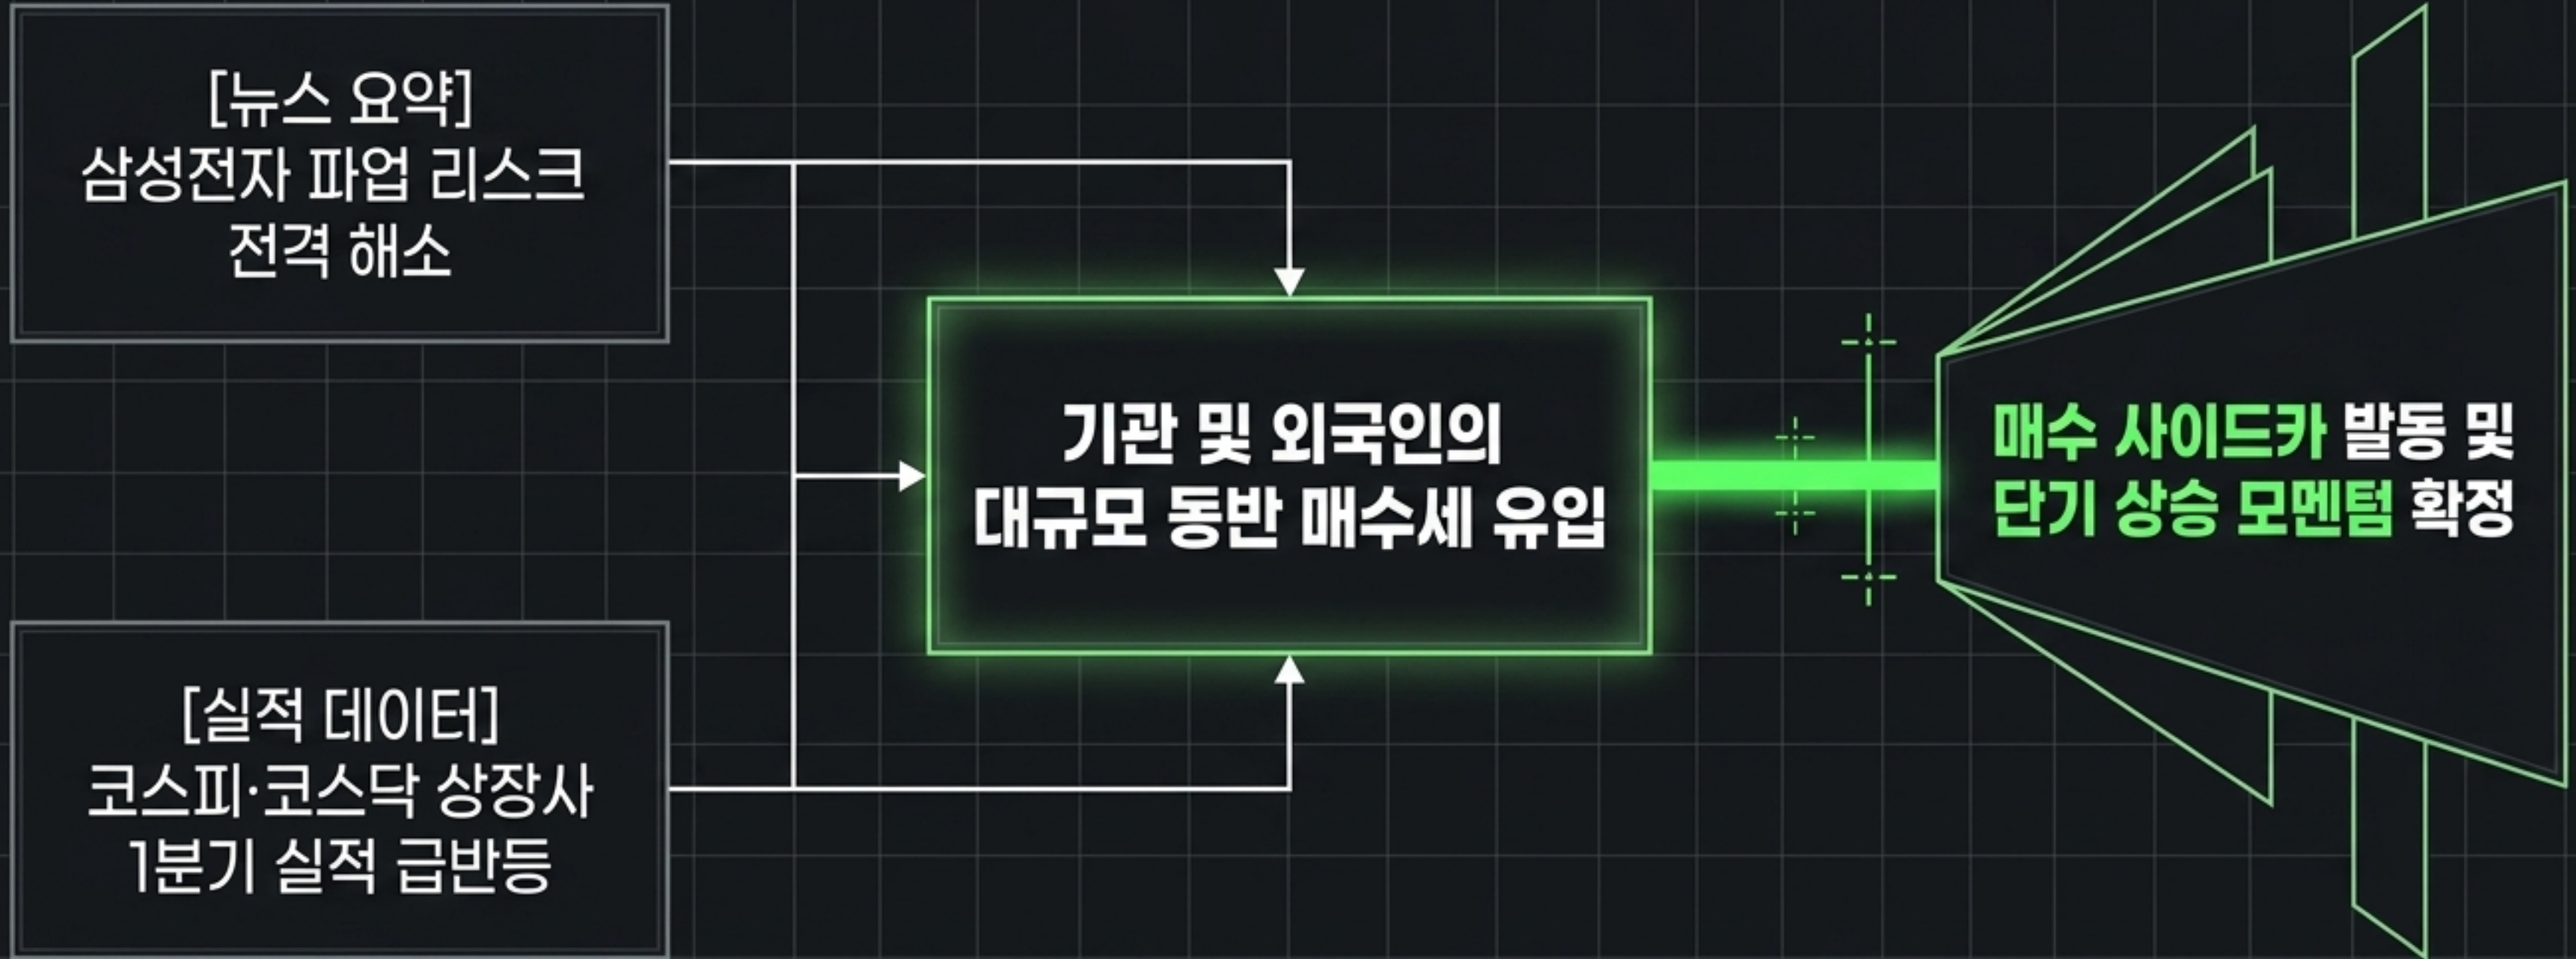 [뉴스 요약]
삼성전자 파업 리스크
전격 해소
[실적 데이터]
코스피·코스닥 상장사
1분기 실적 급반등
기관 및 외국인의
대규모 동반 매수세 유입
매수 사이드카 발동 및
단기 상승 모멘텀 확정